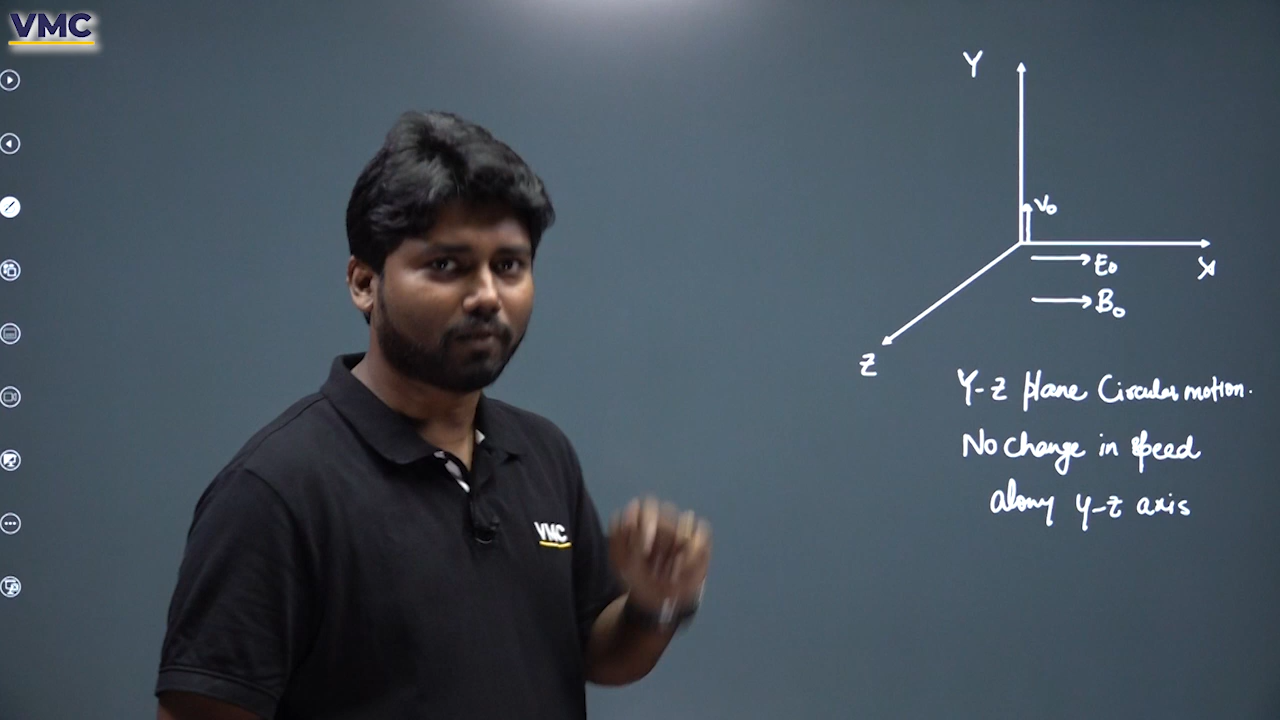 VMC
Y
V₀
E₀
X
B₀
Z
Y-Z plane Circular motion.
No change in speed
along y-z axis
VMC